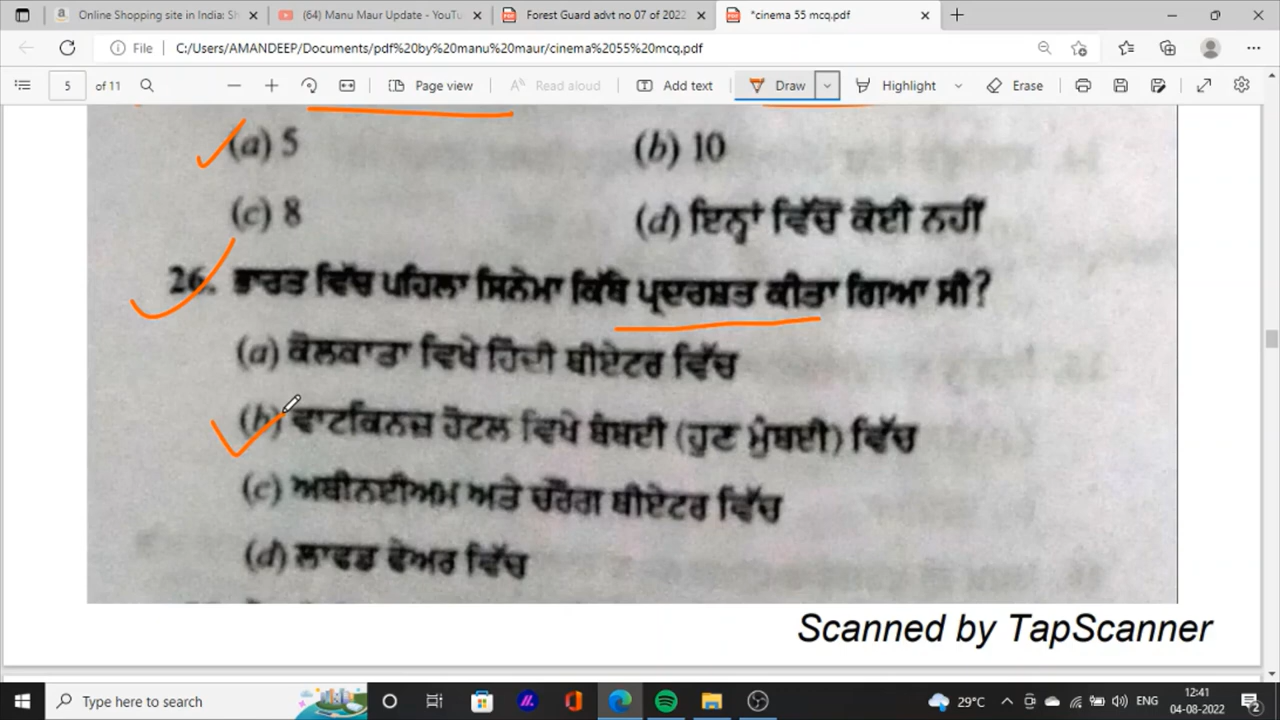 Online Shopping site in India: Sh
(64) Manu Maur Update - YouTu
Forest Guard advt no 07 of 2022
*cinema 55 mcq.pdf
File
C:/Users/AMANDEEP/Documents/pdf%20by%20manu%20maur/cinema%2055%20mcq.pdf
5 of 11
Page view
Read aloud
Add text
Draw
Highlight
Erase
(a) 5
(b) 10
(c) 8
(d) ਇਨ੍ਹਾਂ ਵਿੱਚੋਂ ਕੋਈ ਨਹੀਂ
26. ਭਾਰਤ ਵਿੱਚ ਪਹਿਲਾ ਸਿਨੇਮਾ ਕਿੱਥੇ ਪ੍ਰਦਰਸ਼ਤ ਕੀਤਾ ਗਿਆ ਸੀ?
(a) ਕੋਲਕਾਤਾ ਵਿਖੇ ਹਿੰਦੀ ਥੀਏਟਰ ਵਿੱਚ
(b) ਵਾਟਕਿਨਜ਼ ਹੋਟਲ ਵਿਖੇ ਬੰਬਈ (ਹੁਣ ਮੁੰਬਈ) ਵਿੱਚ
(c) ਅਥੀਨਈਅਮ ਅਤੇ ਚੌਰੰਗ ਥੀਏਟਰ ਵਿੱਚ
(d) ਲਾਫਡ ਫੇਅਰ ਵਿੱਚ
Scanned by TapScanner
Type here to search
29°C
ENG
12:41
04-08-2022
2